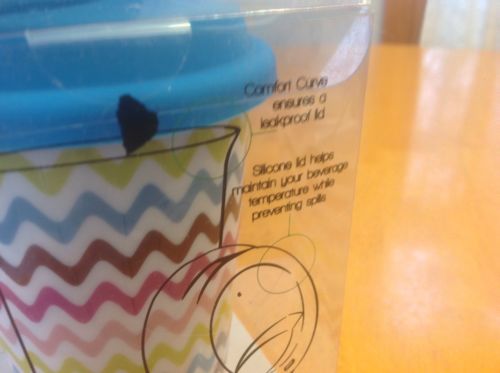 Comfort Curve
ensures a
leakproof lid
Silicone lid helps
maintain your beverage
temperature while
preventing spills